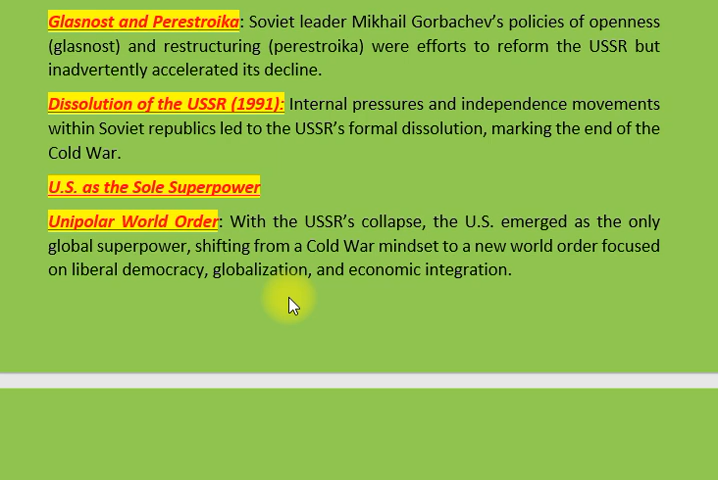 Glasnost and Perestroika: Soviet leader Mikhail Gorbachev’s policies of openness
(glasnost) and restructuring (perestroika) were efforts to reform the USSR but
inadvertently accelerated its decline.
Dissolution of the USSR (1991): Internal pressures and independence movements
within Soviet republics led to the USSR’s formal dissolution, marking the end of the
Cold War.
U.S. as the Sole Superpower
Unipolar World Order: With the USSR’s collapse, the U.S. emerged as the only
global superpower, shifting from a Cold War mindset to a new world order focused
on liberal democracy, globalization, and economic integration.